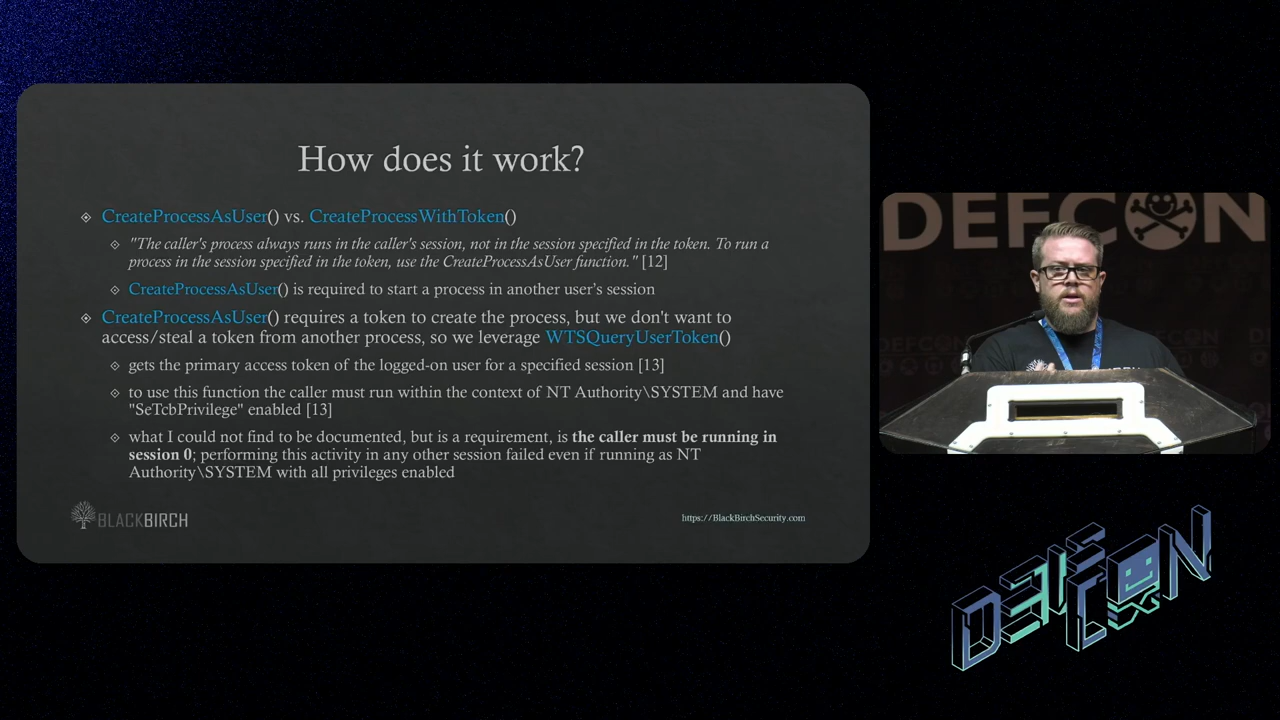 How does it work?
CreateProcessAsUser() vs. CreateProcessWithToken()
"The caller's process always runs in the caller's session, not in the session specified in the token. To run a
process in the session specified in the token, use the CreateProcessAsUser function." [12]
CreateProcessAsUser() is required to start a process in another user's session
CreateProcessAsUser() requires a token to create the process, but we don't want to
access/steal a token from another process, so we leverage WTSQueryUserToken()
gets the primary access token of the logged-on user for a specified session [13]
to use this function the caller must run within the context of NT Authority\SYSTEM and have
"SeTcbPrivilege" enabled [13]
what I could not find to be documented, but is a requirement, is the caller must be running in
session 0; performing this activity in any other session failed even if running as NT
Authority\SYSTEM with all privileges enabled
BLACKBIRCH
https://BlackBirchSecurity.com
DEFCON
DEF
CON